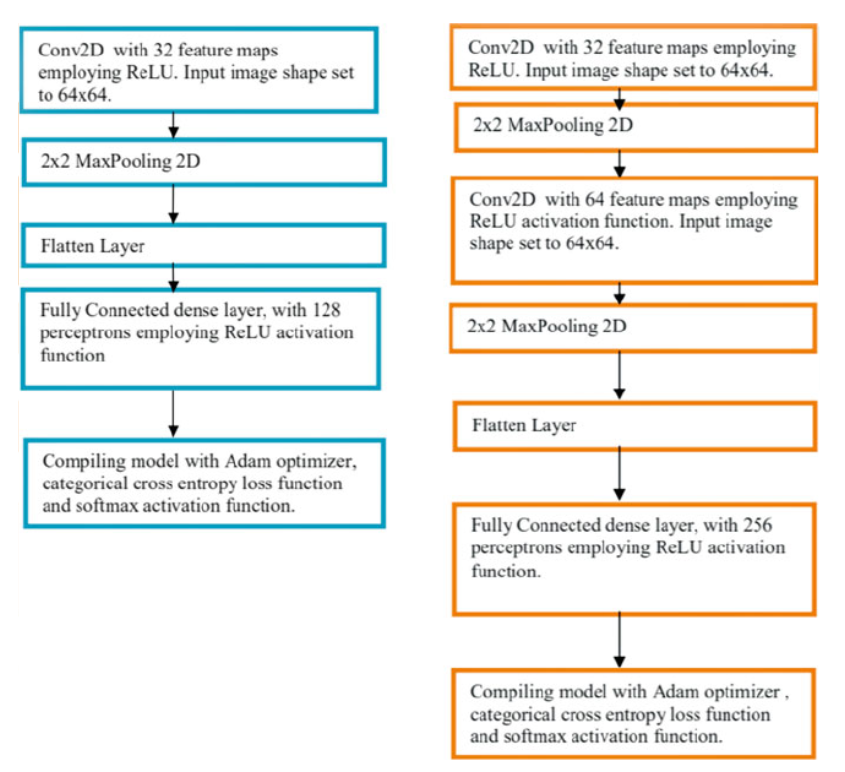 Conv2D with 32 feature maps
employing ReLU. Input image shape set
to 64x64.
2x2 MaxPooling 2D
Flatten Layer
Fully Connected dense layer, with 128
perceptrons employing ReLU activation
function
Compiling model with Adam optimizer,
categorical cross entropy loss function
and softmax activation function.
Conv2D with 32 feature maps employing
ReLU. Input image shape set to 64x64.
2x2 MaxPooling 2D
Conv2D with 64 feature maps employing
ReLU activation function. Input image
shape set to 64x64.
2x2 MaxPooling 2D
Flatten Layer
Fully Connected dense layer, with 256
perceptrons employing ReLU activation
function.
Compiling model with Adam optimizer ,
categorical cross entropy loss function
and softmax activation function.